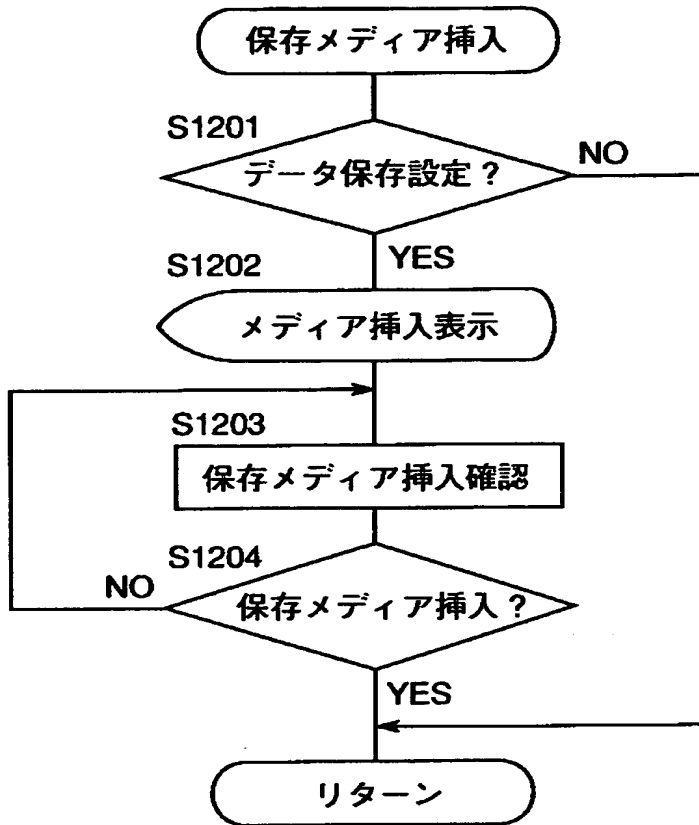 保存メディア挿入
S1201
データ保存設定?
NO
YES
S1202
メディア挿入表示
S1203
保存メディア挿入確認
S1204
NO
保存メディア挿入?
YES
リターン